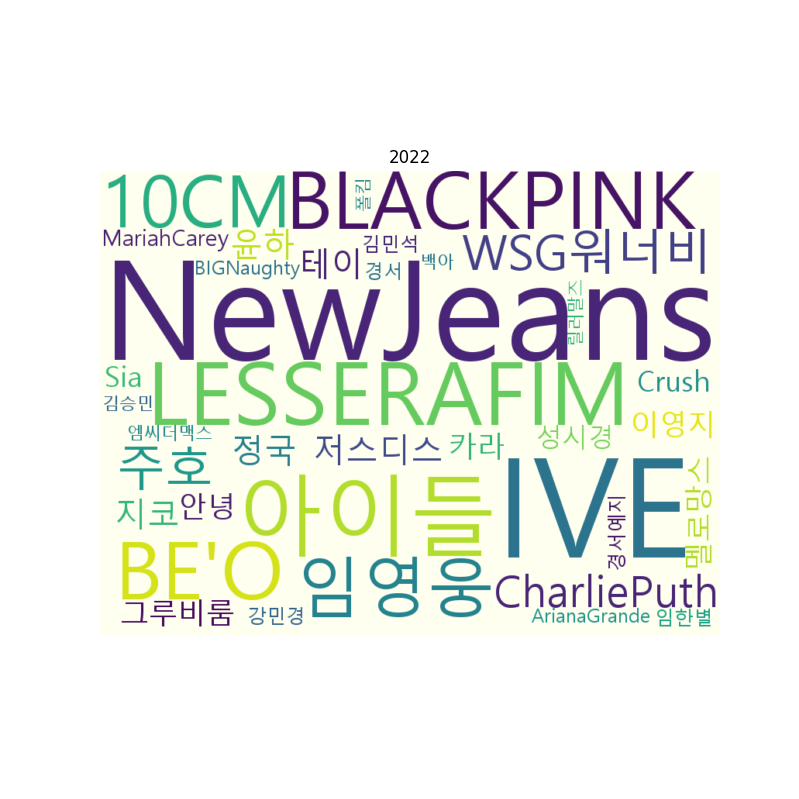 2022
10CM
BLACKPINK
폴킴
MariahCarey
윤하
김민석
WSG워너비
BIGNaughty
테이
경서
백아
NewJeans
릴러말즈
Sia
LESSERAFIM
Crush
김승민
이영지
엠씨더맥스
주호
정국
저스디스
카라
성시경
지코
안녕
아이들
IVE
경서예지
멜로망스
BE'O
임영웅
CharliePuth
그루비룸
강민경
ArianaGrande
임한별